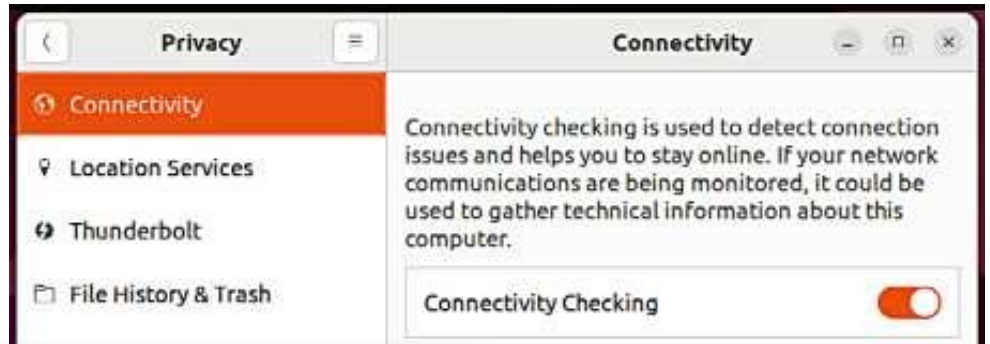 Privacy
Connectivity
Connectivity
Location Services
Thunderbolt
File History & Trash
Connectivity checking is used to detect connection
issues and helps you to stay online. If your network
communications are being monitored, it could be
used to gather technical information about this
computer.
Connectivity Checking